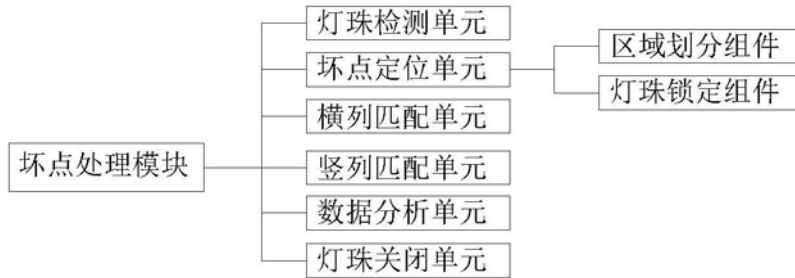 灯珠检测单元
坏点定位单元
区域划分组件
灯珠锁定组件
横列匹配单元
坏点处理模块
竖列匹配单元
数据分析单元
灯珠关闭单元